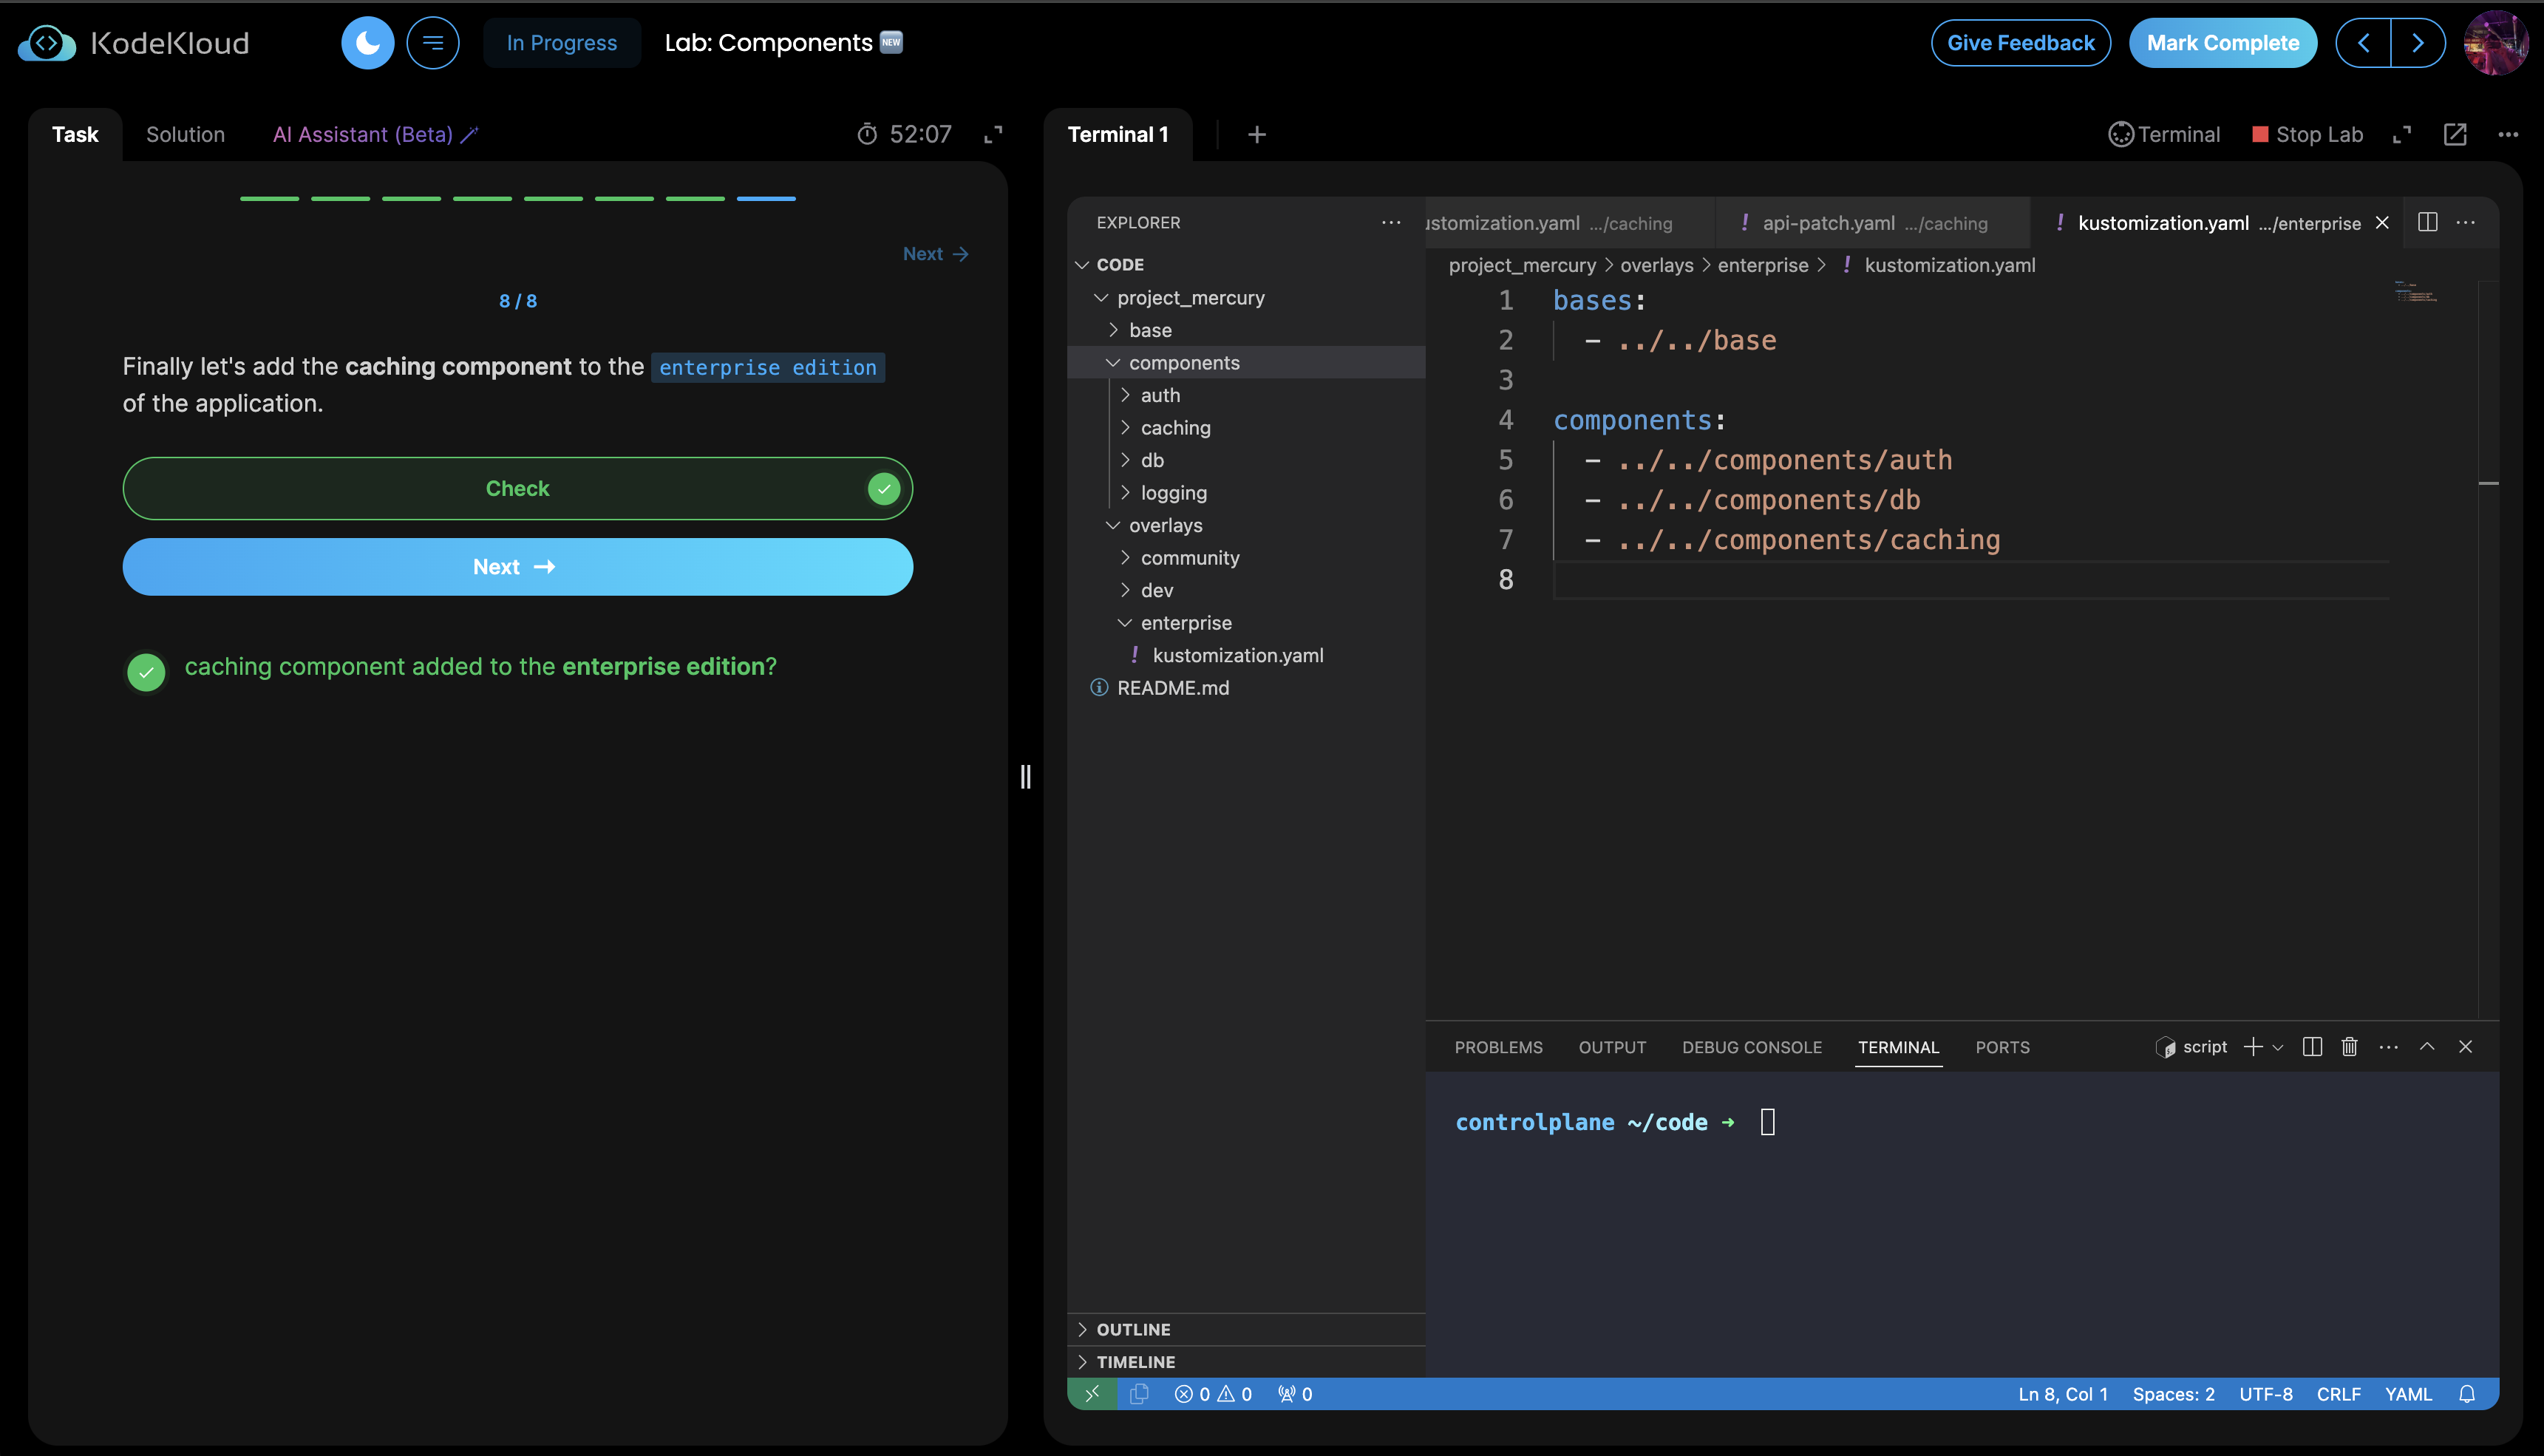 KodeKloud
In Progress
Lab: Components NEW
Give Feedback
Mark Complete
Task
Solution
AI Assistant (Beta)
52:07
Next
8 / 8
Finally let's add the caching component to the enterprise edition
of the application.
Check
Next
caching component added to the enterprise edition?
Terminal 1
Terminal
Stop Lab
EXPLORER
CODE
project_mercury
base
components
auth
caching
db
logging
overlays
community
dev
enterprise
! kustomization.yaml
README.md
OUTLINE
TIMELINE
ustomization.yaml .../caching
! api-patch.yaml .../caching
! kustomization.yaml .../enterprise
project_mercury > overlays > enterprise > ! kustomization.yaml
1 bases:
2 - ../../base
3
4 components:
5 - ../../components/auth
6 - ../../components/db
7 - ../../components/caching
8
PROBLEMS
OUTPUT
DEBUG CONSOLE
TERMINAL
PORTS
script
controlplane ~/code ➜
0
0
0
Ln 8, Col 1
Spaces: 2
UTF-8
CRLF
YAML